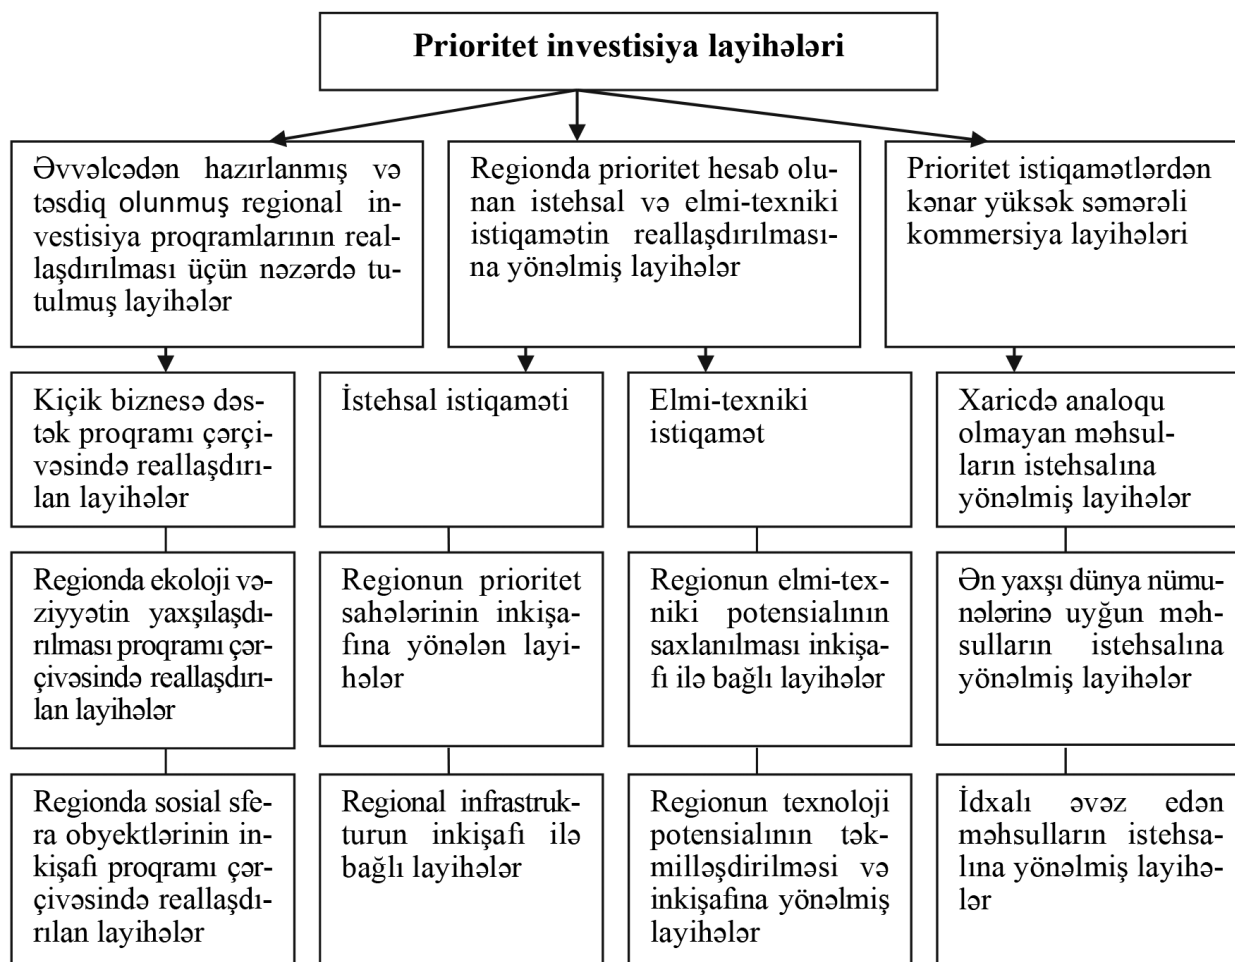 Prioritet investisiya layihələri
Əvvəlcədən hazırlanmış və
təsdiq olunmuş regional in-
vestisiya proqramlarının real-
laşdırılması üçün nəzərdə tu-
tulmuş layihələr
Regionda prioritet hesab olu-
nan istehsal və elmi-texniki
istiqamətin reallaşdırılması-
na yönəlmiş layihələr
Prioritet istiqamətlərdən
kənar yüksək səmərəli
kommersiya layihələri
Kiçik biznesə dəs-
tək proqramı çərçi-
vəsində reallaşdırı-
lan layihələr
İstehsal istiqaməti
Elmi-texniki
istiqamət
Xaricdə analoqu
olmayan məhsul-
ların istehsalına
yönəlmiş layihələr
Regionda ekoloji və-
ziyyətin yaxşılaşdı-
rılması proqramı çər-
çivəsində reallaşdırı-
lan layihələr
Regionun prioritet
sahələrinin inkişa-
fına yönələn layi-
hələr
Regionun elmi-tex-
niki potensialının
saxlanılması inkişa-
fi ilə bağlı layihələr
Ən yaxşı dünya nümu-
nələrinə uyğun məh-
sulların istehsalına
yönəlmiş layihələr
Regionda sosial sfe-
ra obyektlərinin in-
kişafı proqramı çər-
çivəsində reallaşdı-
rılan layihələr
Regional infrastruk-
turun inkişafı ilə
bağlı layihələr
Regionun texnoloji
potensialının tək-
milləşdirilməsi və
inkişafına yönəlmiş
layihələr
İdxalı əvəz edən
məhsulların istehsa-
lına yönəlmiş layihə-
lər